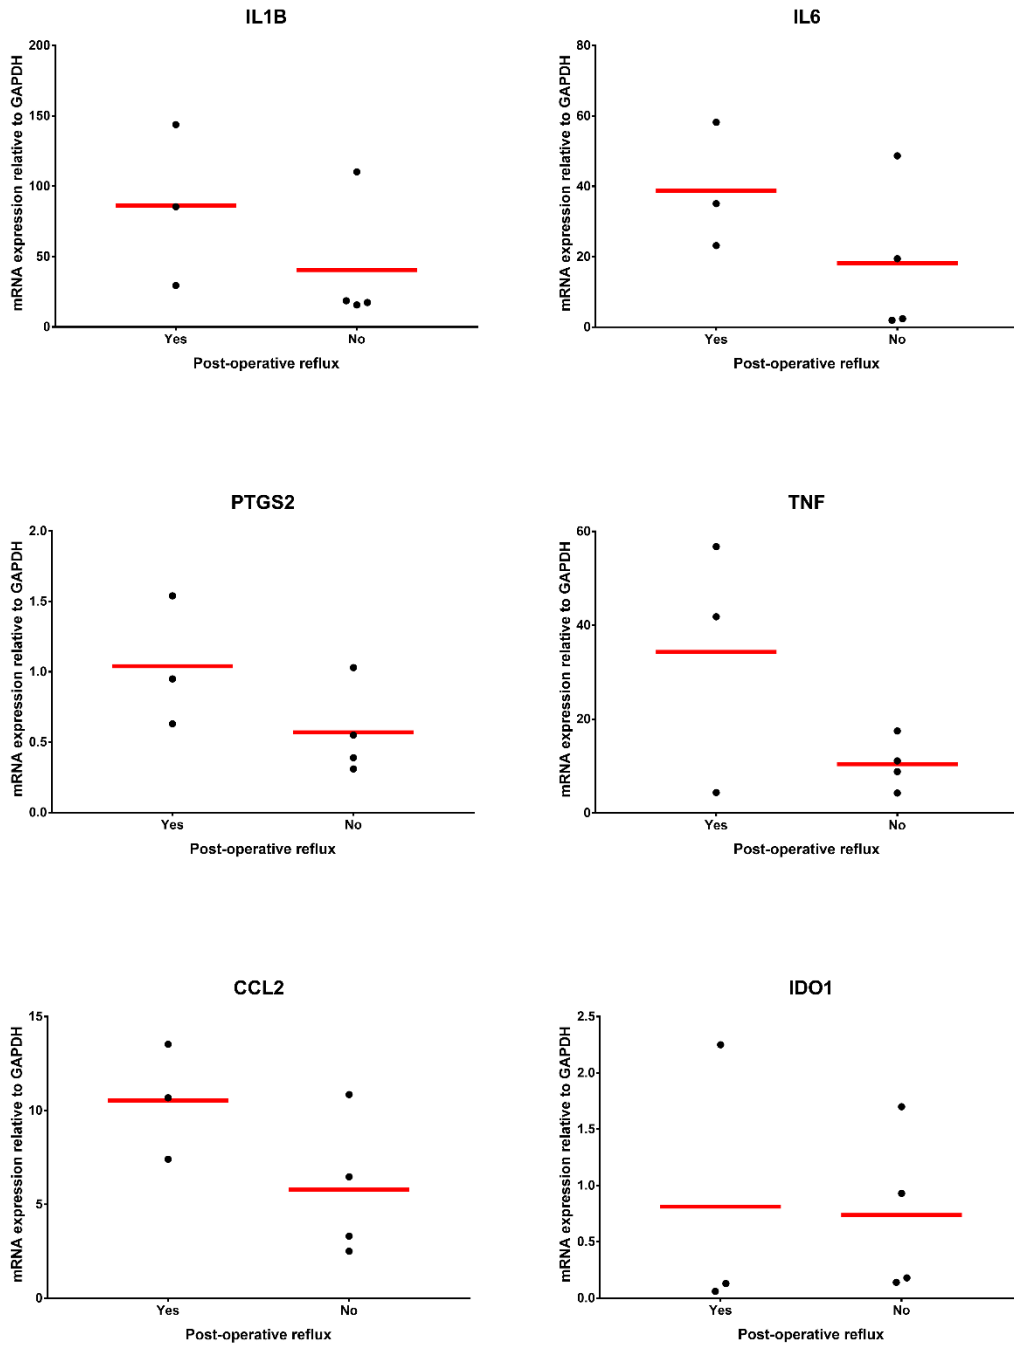 IL1B
mRNA expression relative to GAPDH
200
150
100
50
0
Yes
No
Post-operative reflux
IL6
mRNA expression relative to GAPDH
80
60
40
20
0
Yes
No
Post-operative reflux
PTGS2
mRNA expression relative to GAPDH
2.0
1.5
1.0
0.5
0.0
Yes
No
Post-operative reflux
TNF
mRNA expression relative to GAPDH
60
40
20
0
Yes
No
Post-operative reflux
CCL2
mRNA expression relative to GAPDH
15
10
5
0
Yes
No
Post-operative reflux
IDO1
mRNA expression relative to GAPDH
2.5
2.0
1.5
1.0
0.5
0.0
Yes
No
Post-operative reflux